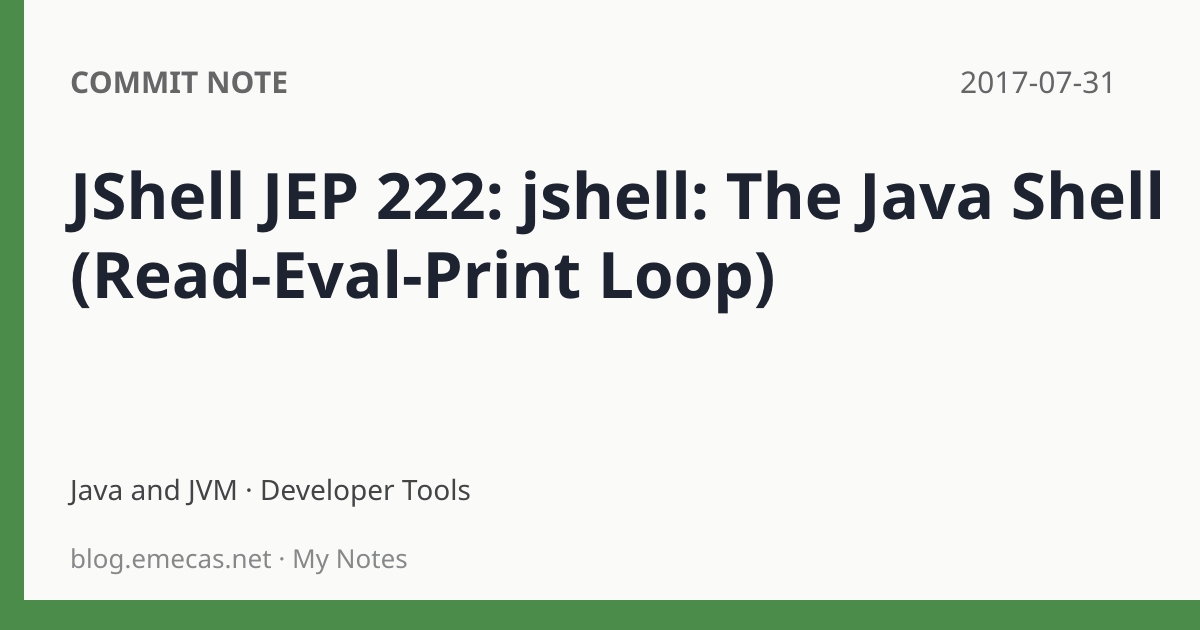 COMMIT NOTE
2017-07-31
JShell JEP 222: jshell: The Java Shell
(Read-Eval-Print Loop)
Java and JVM · Developer Tools
blog.emecas.net · My Notes